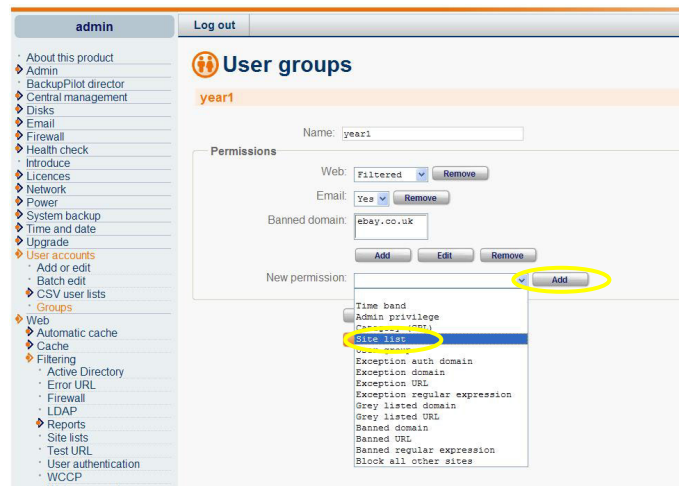 admin
Log out
About this product
Admin
BackupPilot director
Central management
Disks
Email
Firewall
Health check
Introduce
Licences
Network
Power
System backup
Time and date
Upgrade
User accounts
Add or edit
Batch edit
CSV user lists
Groups
Web
Automatic cache
Cache
Filtering
Active Directory
Error URL
Firewall
LDAP
Reports
Site lists
Test URL
User authentication
WCCP
User groups
year1
Name: year1
Permissions
Web: Filtered Remove
Email: Yes Remove
Banned domain: ebay.co.uk
Add Edit Remove
New permission: Add
Time band
Admin privilege
Category (CBL)
Site list
User group
Exception auth domain
Exception domain
Exception URL
Exception regular expression
Grey listed domain
Grey listed URL
Banned domain
Banned URL
Banned regular expression
Block all other sites